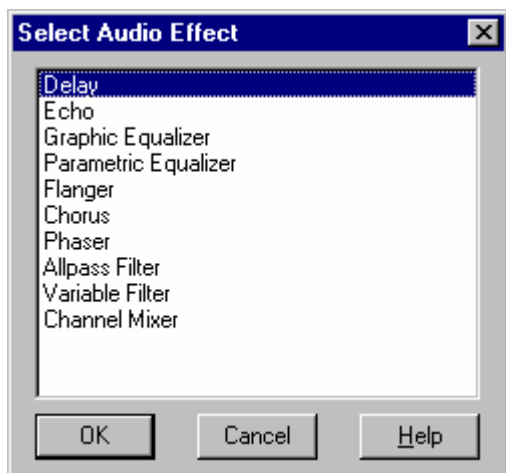 Select Audio Effect
Delay
Echo
Graphic Equalizer
Parametric Equalizer
Flanger
Chorus
Phaser
Allpass Filter
Variable Filter
Channel Mixer
OK Cancel Help